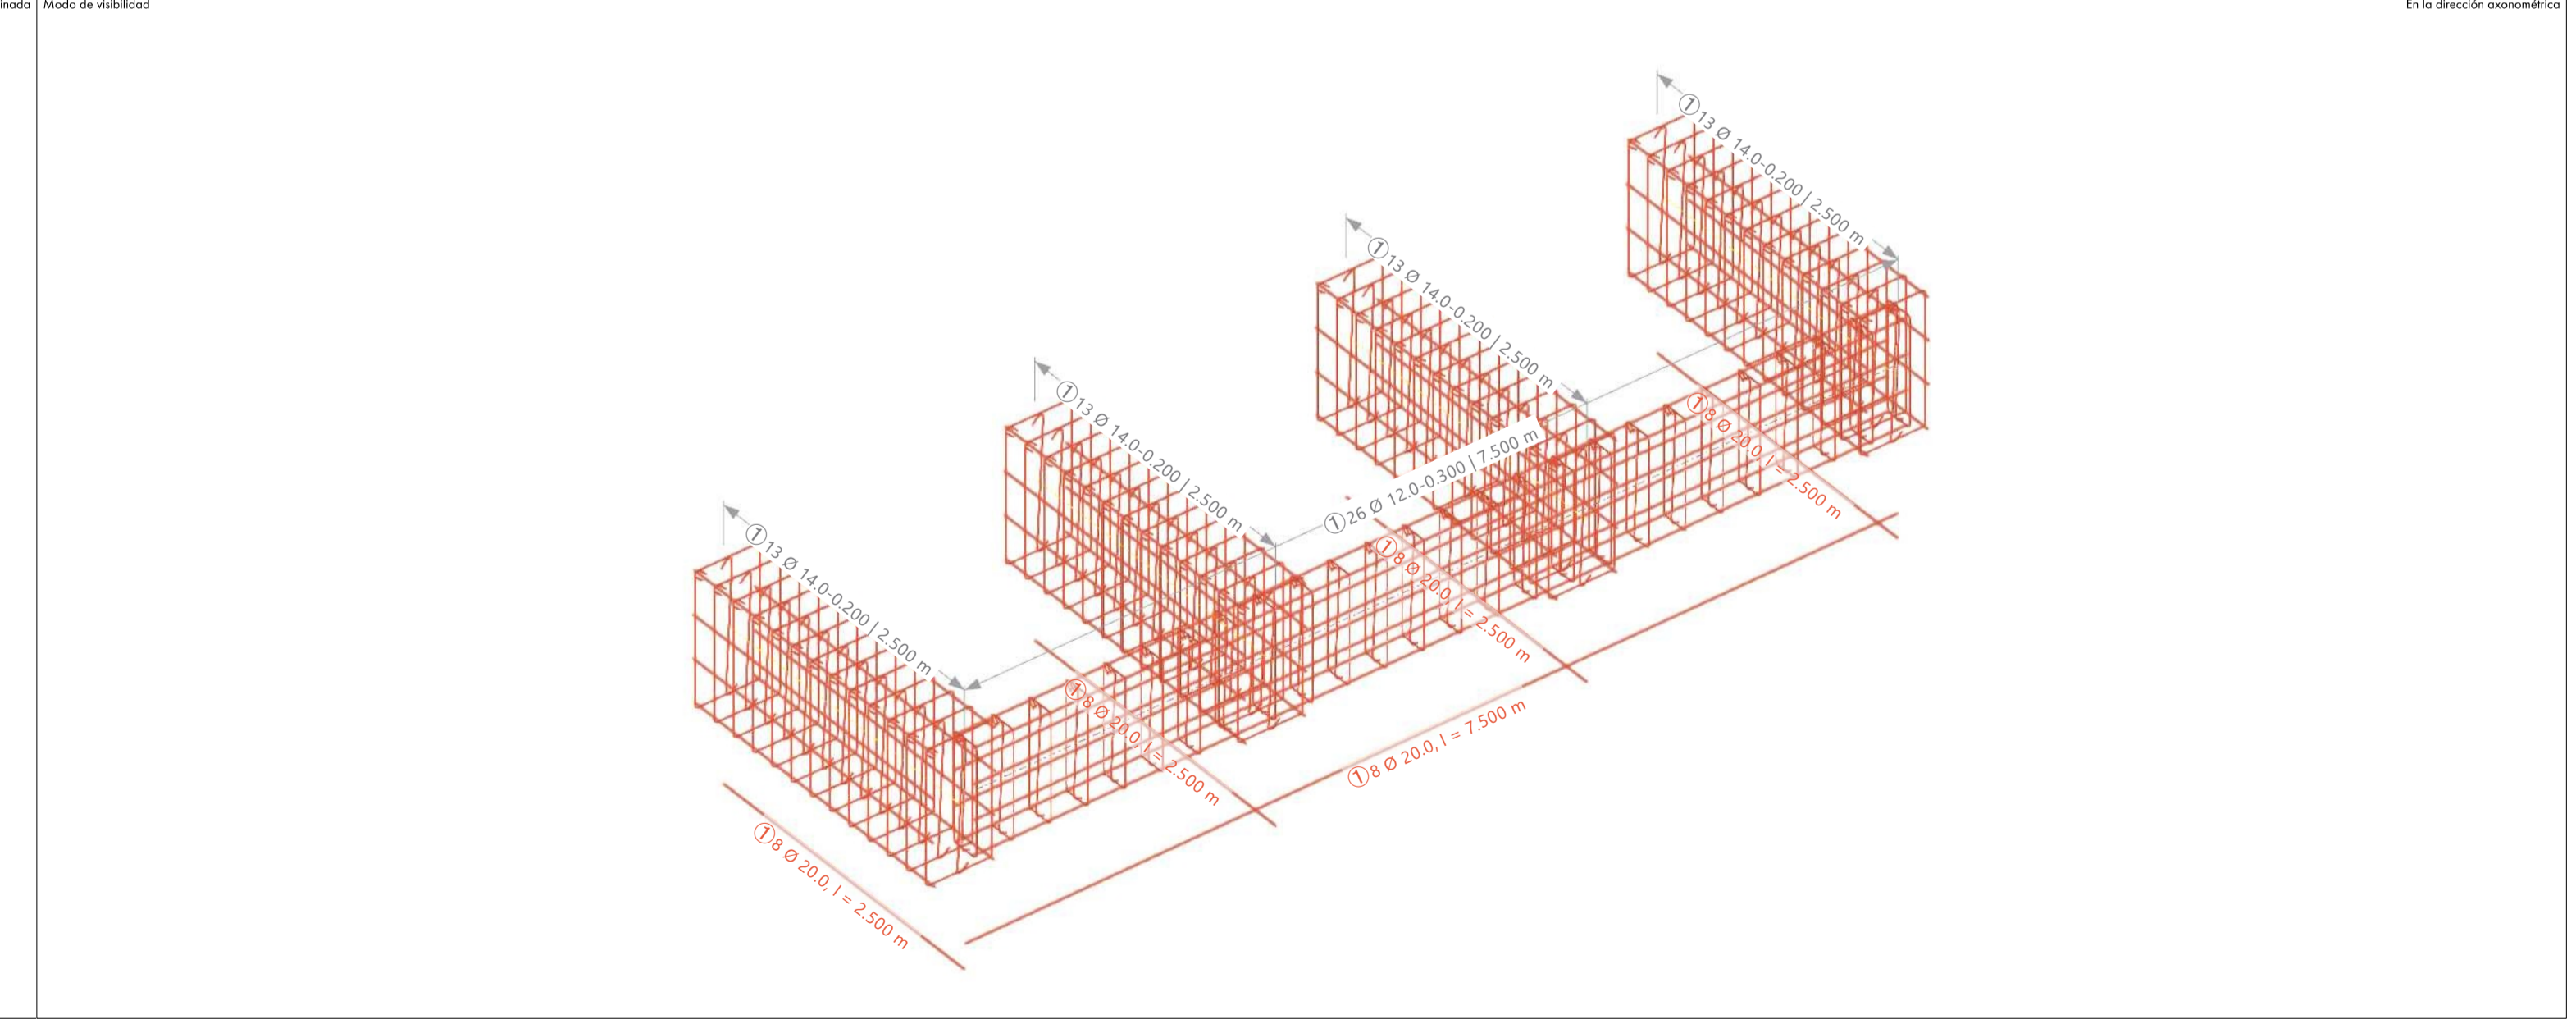 inada
Modo de visibilidad
En la dirección axonométrica
①13 Ø 14.0-0.200 | 2.500 m
①13 Ø 14.0-0.200 | 2.500 m
①13 Ø 14.0-0.200 | 2.500 m
①13 Ø 14.0-0.200 | 2.500 m
①26 Ø 12.0-0.300 | 7.500 m
①8 Ø 20.0, l = 2.500 m
①8 Ø 20.0, l = 2.500 m
①8 Ø 20.0, l = 2.500 m
①8 Ø 20.0, l = 7.500 m
①8 Ø 20.0, l = 2.500 m